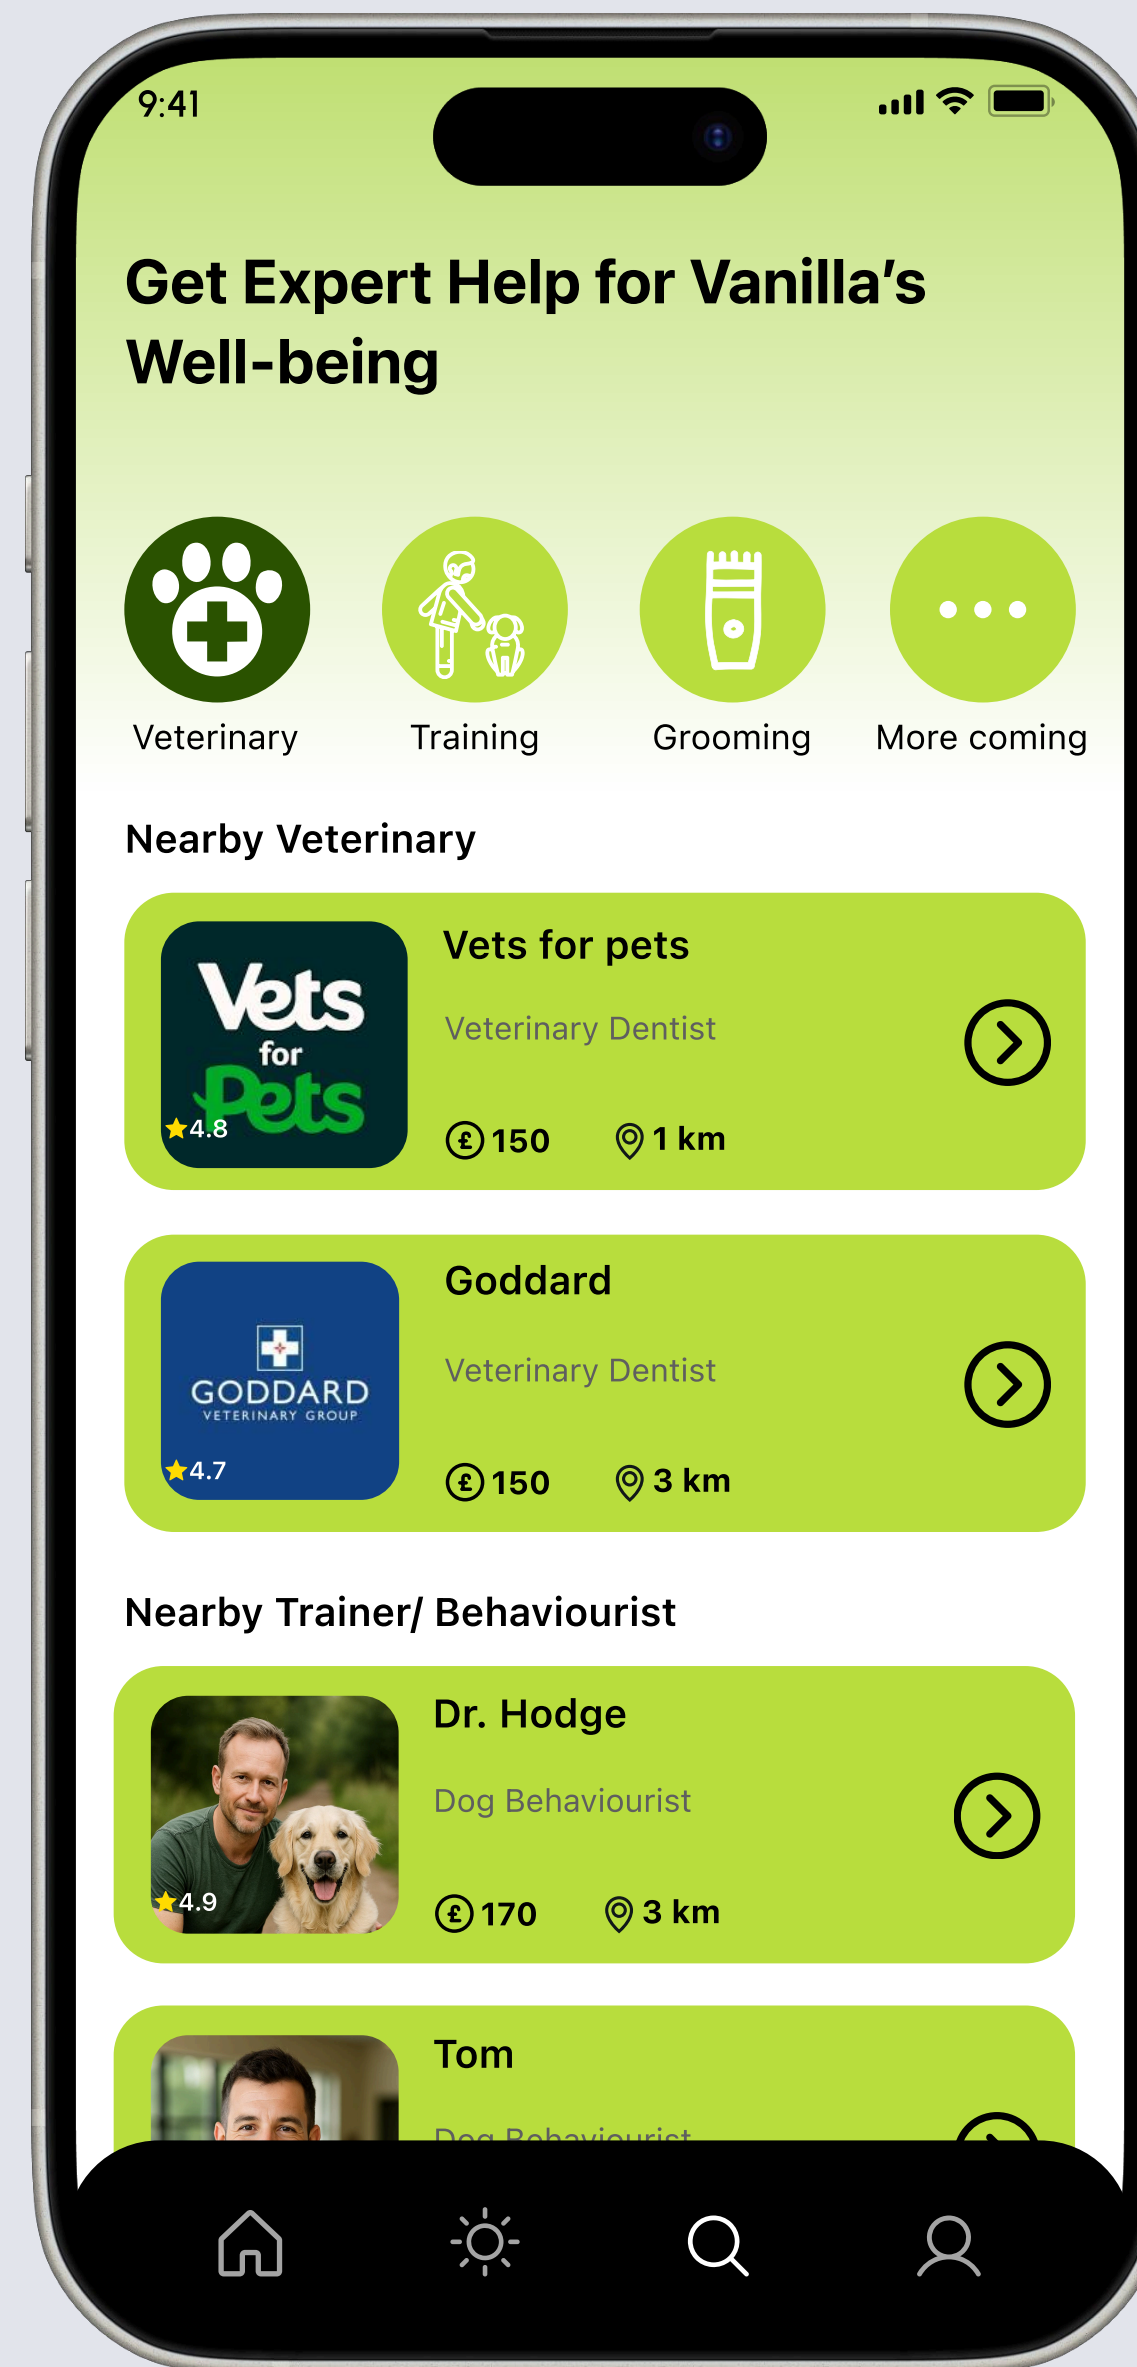 9:41
Get Expert Help for Vanilla’s
Well-being
Veterinary
Training
Grooming
More coming
Nearby Veterinary
Vets
for
Pets
4.8
Vets for pets
Veterinary Dentist
£ 150
1 km
GODDARD
VETERINARY GROUP
4.7
Goddard
Veterinary Dentist
£ 150
3 km
Nearby Trainer/ Behaviourist
4.9
Dr. Hodge
Dog Behaviourist
£ 170
3 km
Tom
Dog Behaviourist